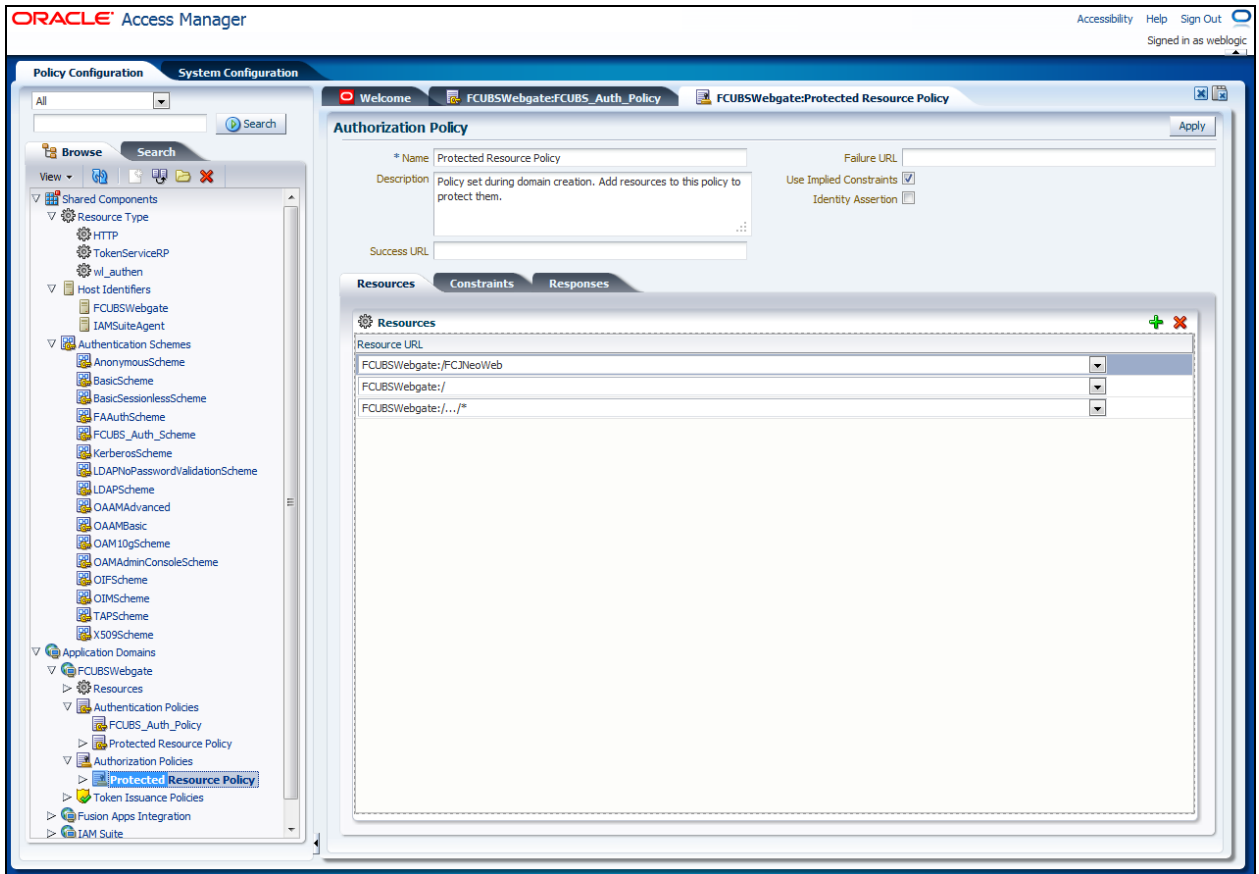 ORACLE Access Manager
Accessibility Help Sign Out
Signed in as weblogic
Policy Configuration System Configuration
All
Search
Browse Search
View
Shared Components
Resource Type
HTTP
TokenServiceRP
wl_authen
Host Identifiers
FCUBSWebgate
IAMSuiteAgent
Authentication Schemes
AnonymousScheme
BasicScheme
BasicSessionlessScheme
FAAuthScheme
FCUBS_Auth_Scheme
KerberosScheme
LDAPNoPasswordValidationScheme
LDAPScheme
OAAMAdvanced
OAAMBasic
OAM10gScheme
OAMAdminConsoleScheme
OIFScheme
OIMScheme
TAPScheme
X509Scheme
Application Domains
FCUBSWebgate
Resources
Authentication Policies
FCUBS_Auth_Policy
Protected Resource Policy
Authorization Policies
Protected Resource Policy
Token Issuance Policies
Fusion Apps Integration
IAM Suite
Welcome FCUBSWebgate:FCUBS_Auth_Policy FCUBSWebgate:Protected Resource Policy
Authorization Policy Apply
* Name Protected Resource Policy
Description Policy set during domain creation. Add resources to this policy to
protect them.
Success URL
Failure URL
Use Implied Constraints
Identity Assertion
Resources Constraints Responses
Resources
Resource URL
FCUBSWebgate:/FCJNeoWeb
FCUBSWebgate:/
FCUBSWebgate:/.../*